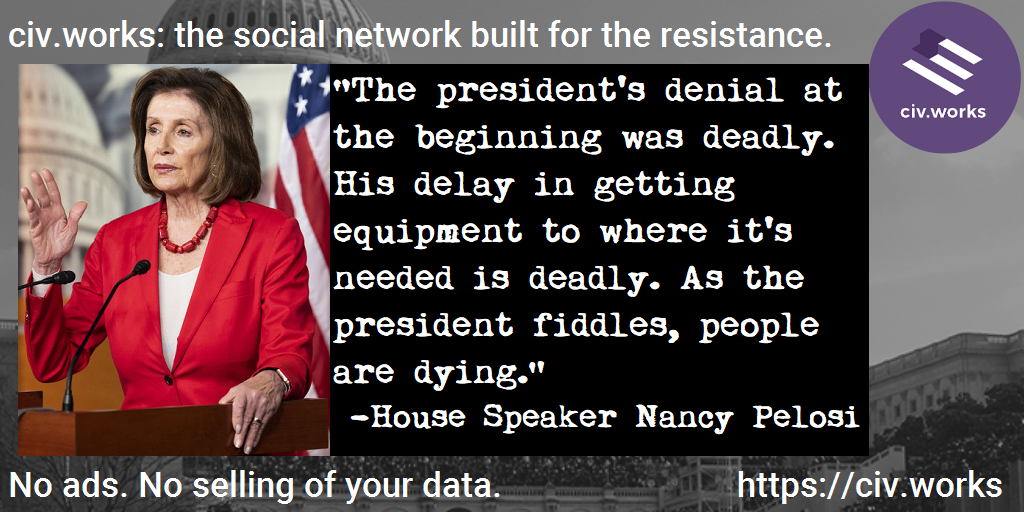 civ.works: the social network built for the resistance.
civ.works
"The president's denial at
the beginning was deadly.
His delay in getting
equipment to where it's
needed is deadly. As the
president fiddles, people
are dying."
-House Speaker Nancy Pelosi
No ads. No selling of your data.
https://civ.works